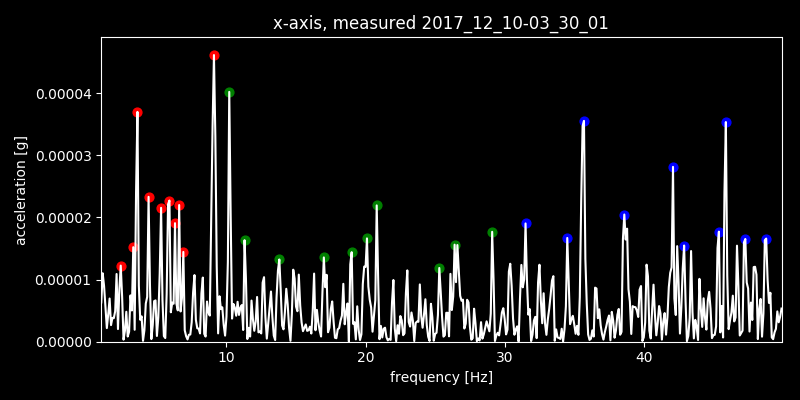 x-axis, measured 2017_12_10-03_30_01
acceleration [g]
0.00004
0.00003
0.00002
0.00001
0.00000
10 20 30 40
frequency [Hz]